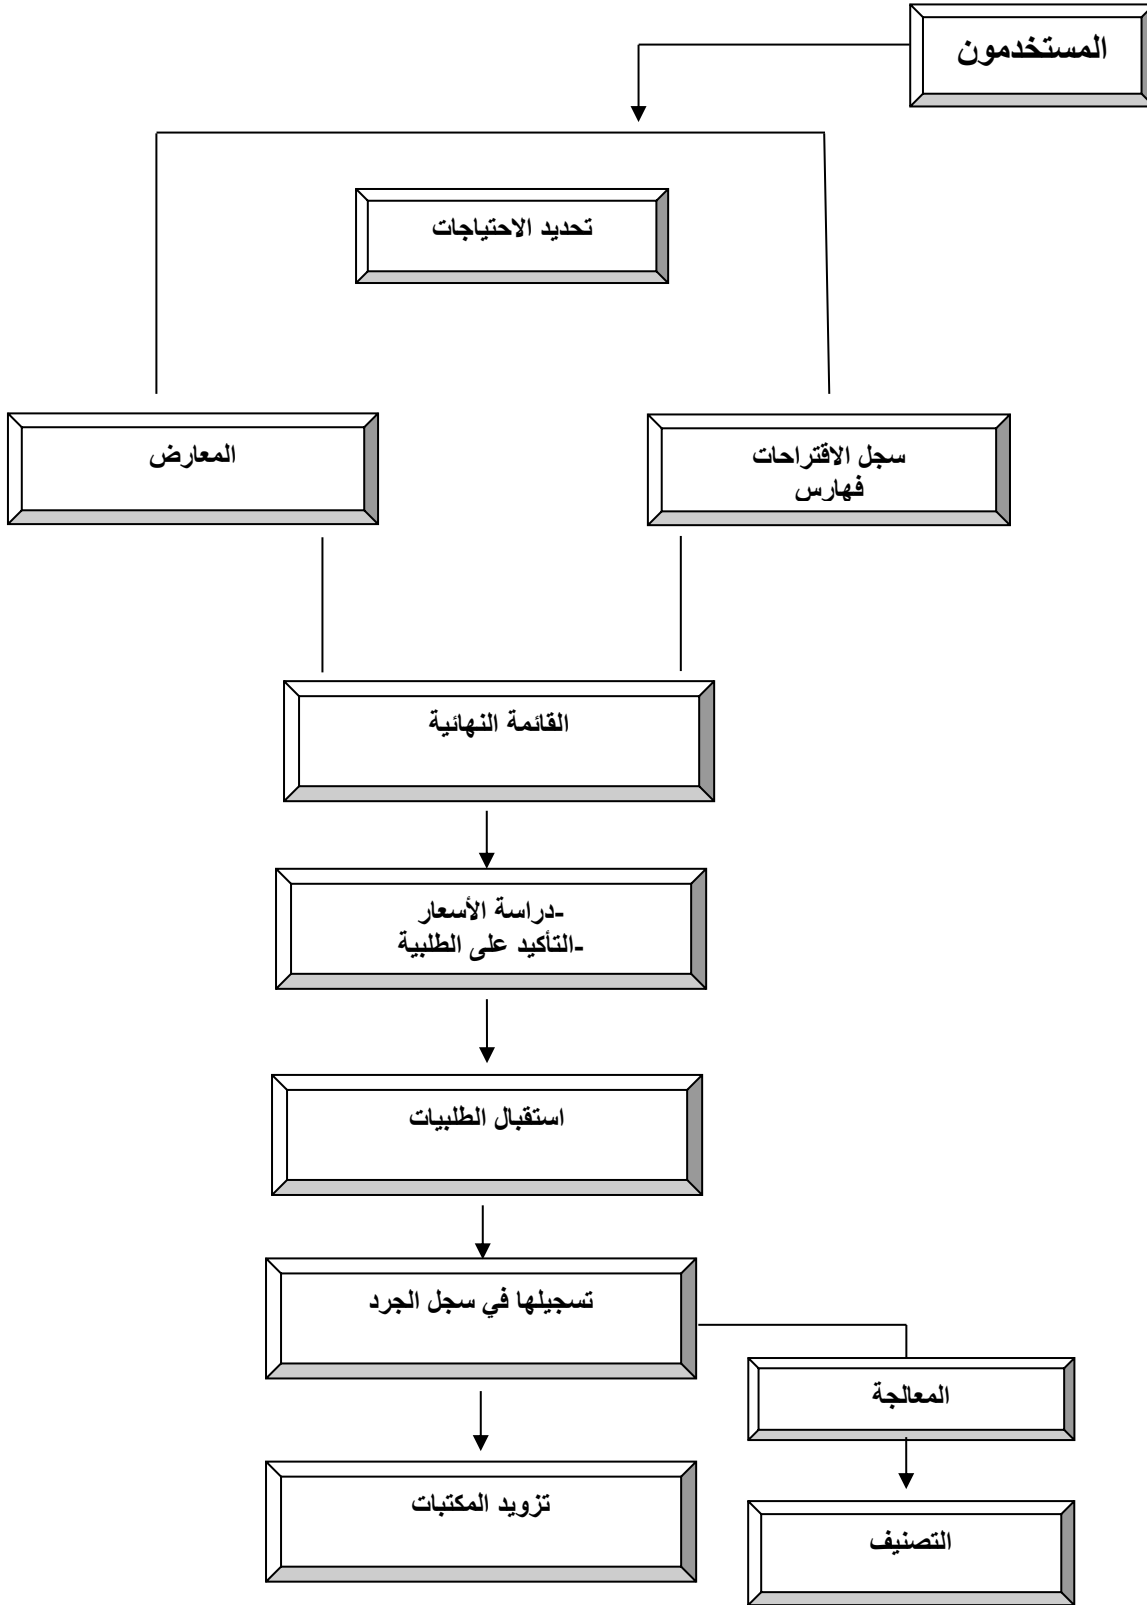 المستخدمون
تحديد الاحتياجات
سجل الاقتراحات
فهارس
المعارض
القائمة النهائية
-دراسة الأسعار
-التأكيد على الطلبية
استقبال الطلبيات
تسجيلها في سجل الجرد
المعالجة
تزويد المكتبات
التصنيف